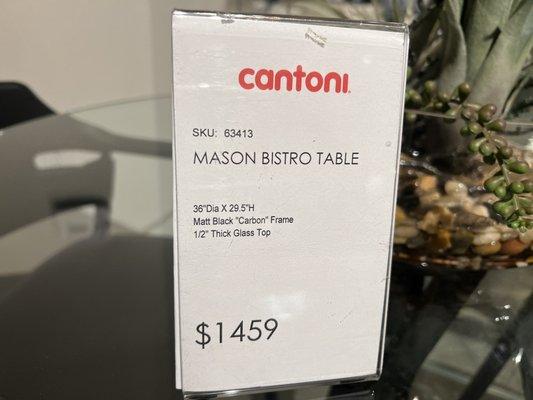 cantoni.
SKU: 63413
MASON BISTRO TABLE
36"Dia X 29.5"H
Matt Black "Carbon" Frame
1/2" Thick Glass Top
$1459